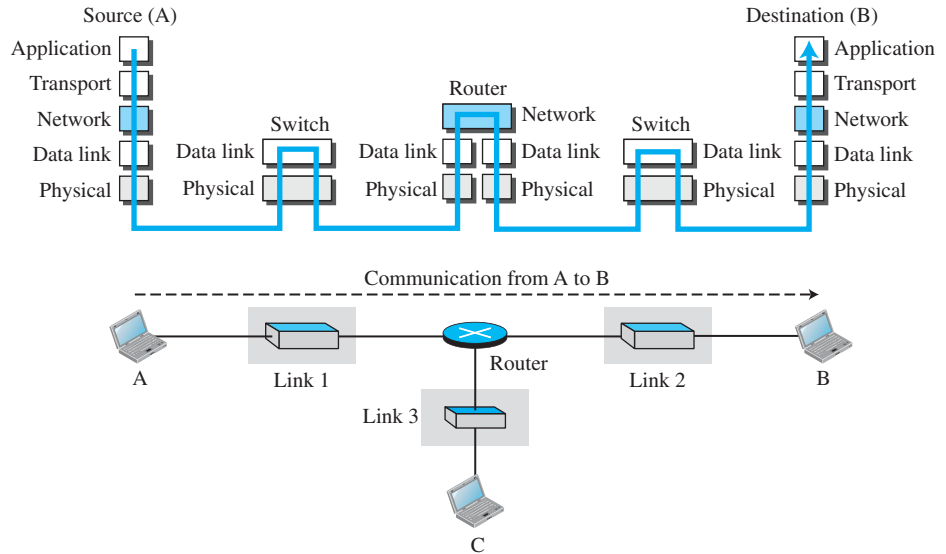 Source (A)
Destination (B)
Application
Application
Transport
Router
Transport
Network
Switch
Network
Switch
Network
Data link
Data link
Data link
Data link
Data link
Data link
Physical
Physical
Physical
Physical
Physical
Physical
Communication from A to B
A
Link 1
Router
Link 2
B
Link 3
C